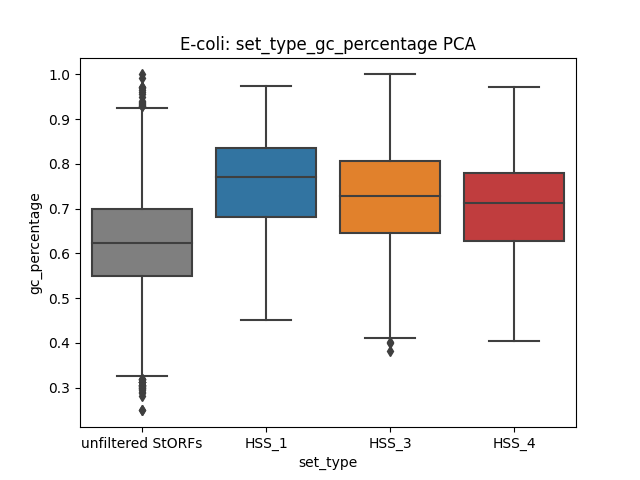 E-coli: set_type_gc_percentage PCA
gc_percentage
1.0
0.9
0.8
0.7
0.6
0.5
0.4
0.3
unfiltered StORFs HSS_1 HSS_3 HSS_4
set_type